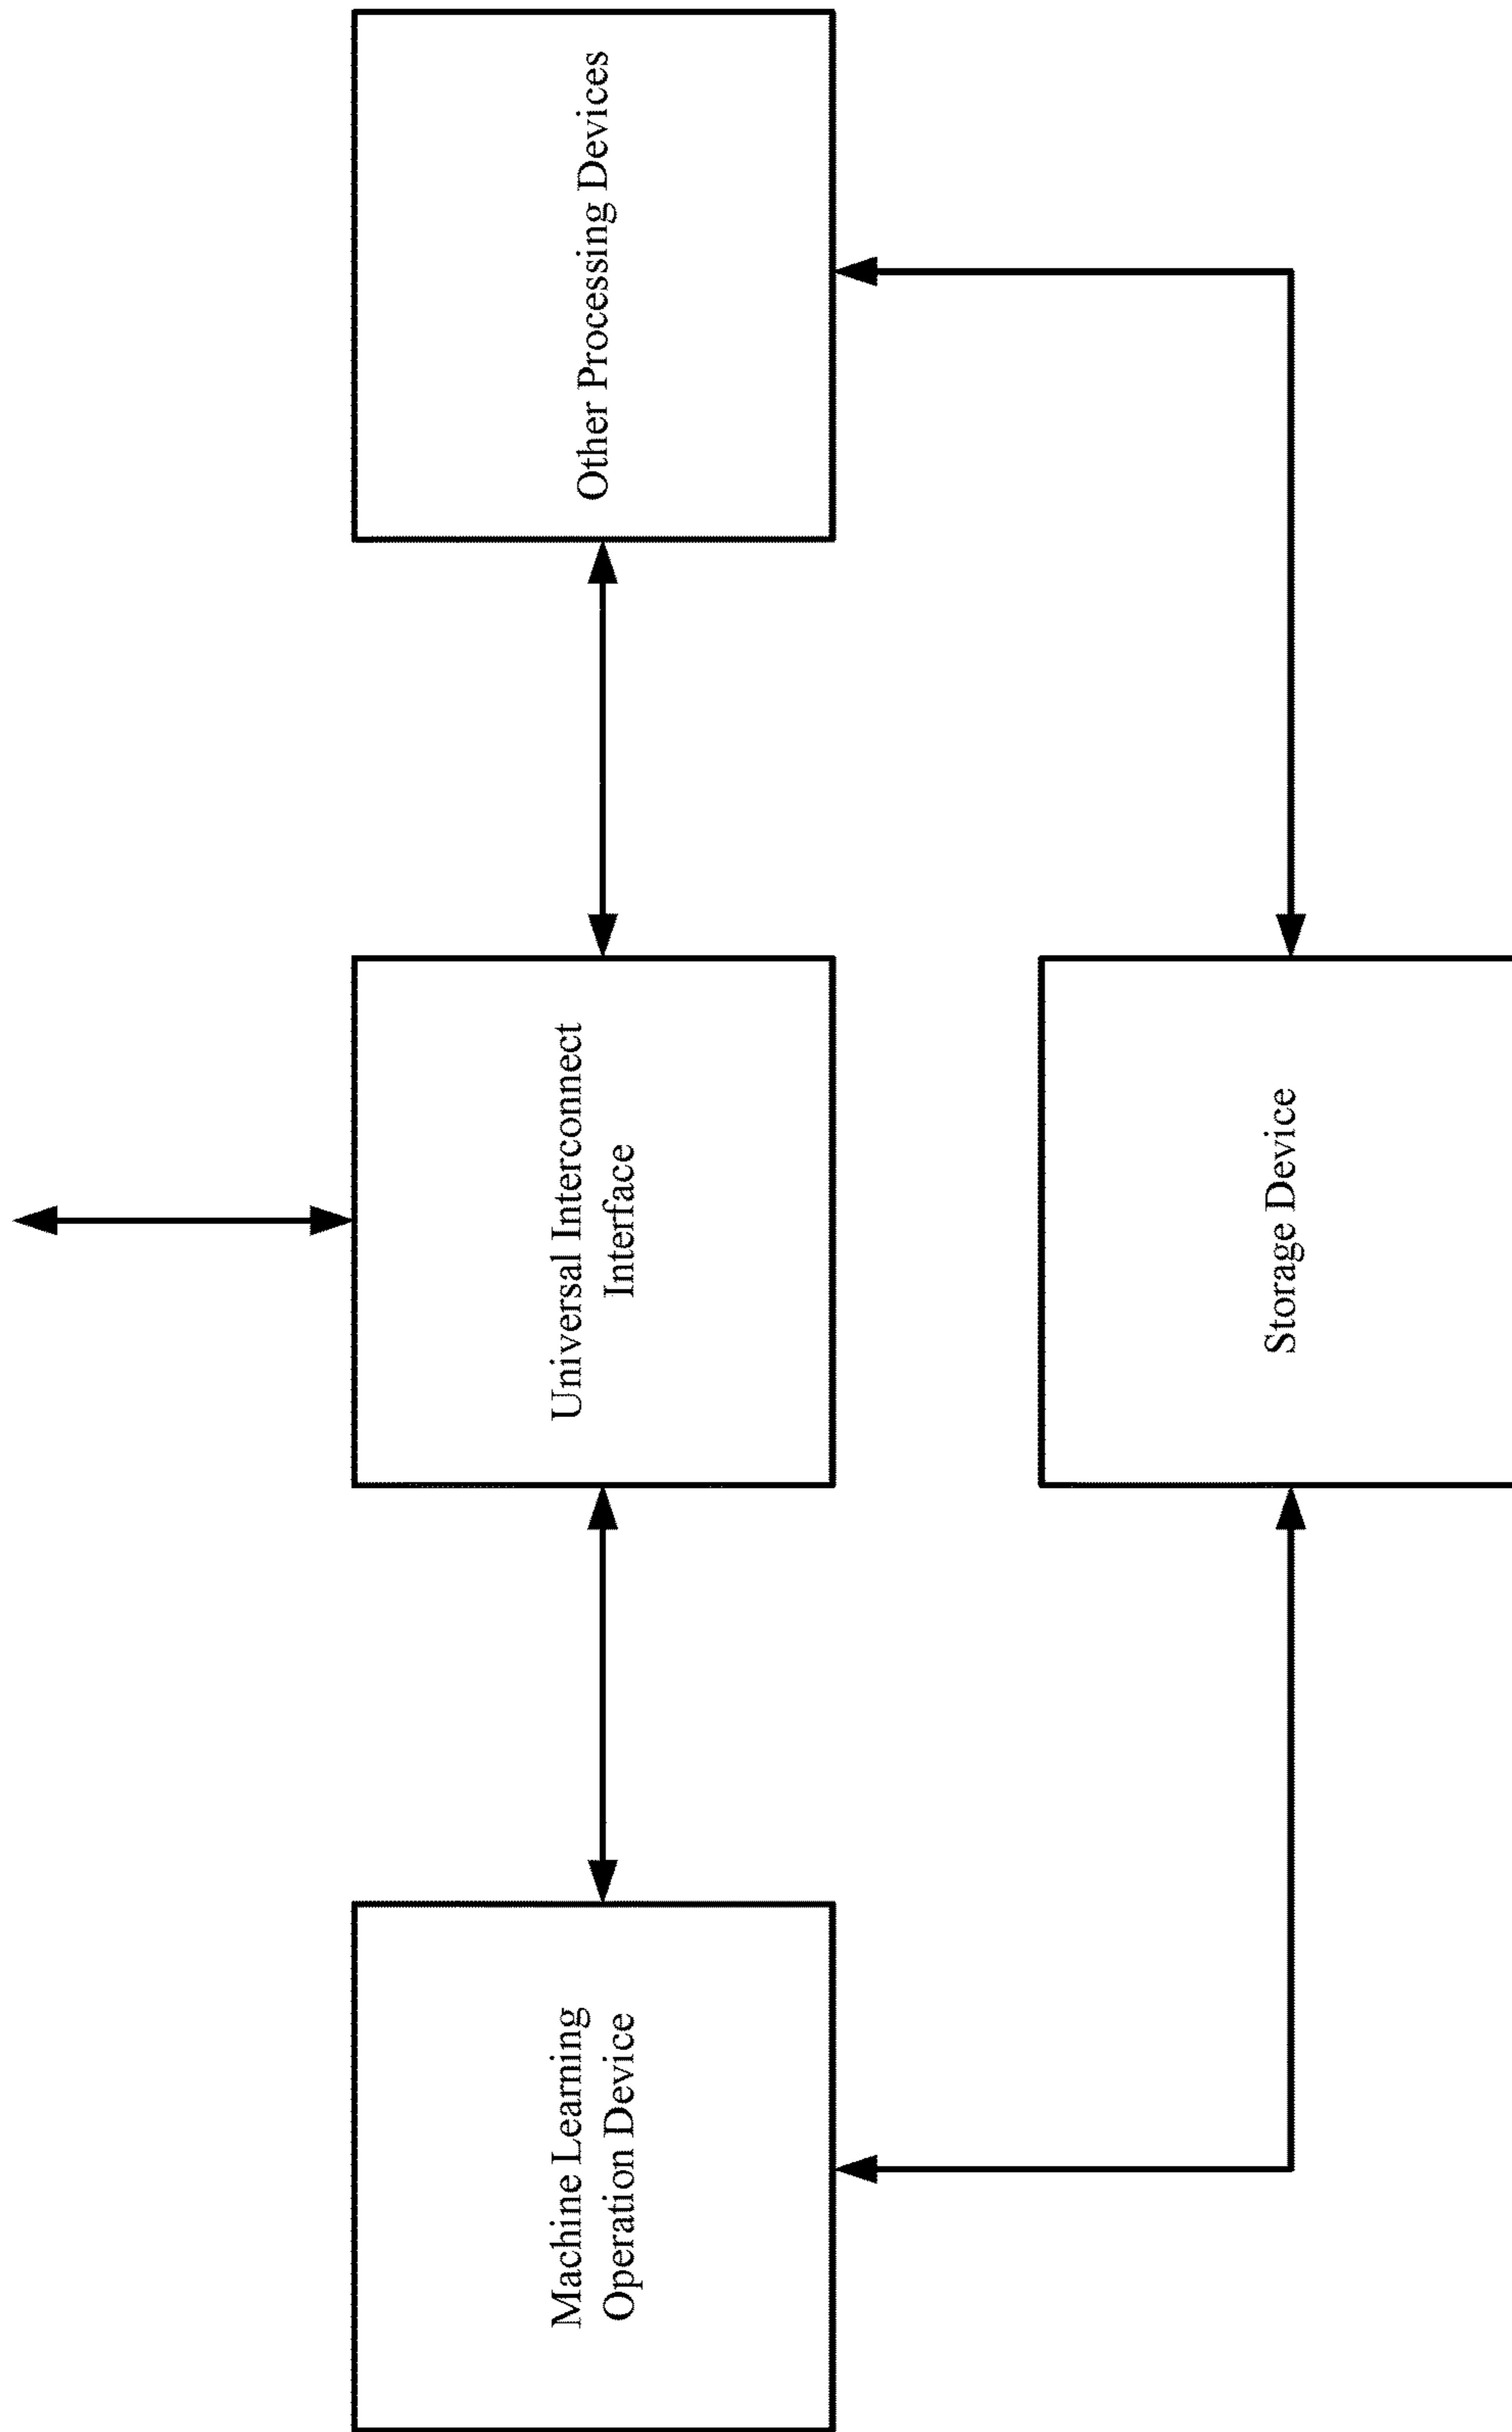 Machine Learning
Operation Device
Universal Interconnect
Interface
Other Processing Devices
Storage Device